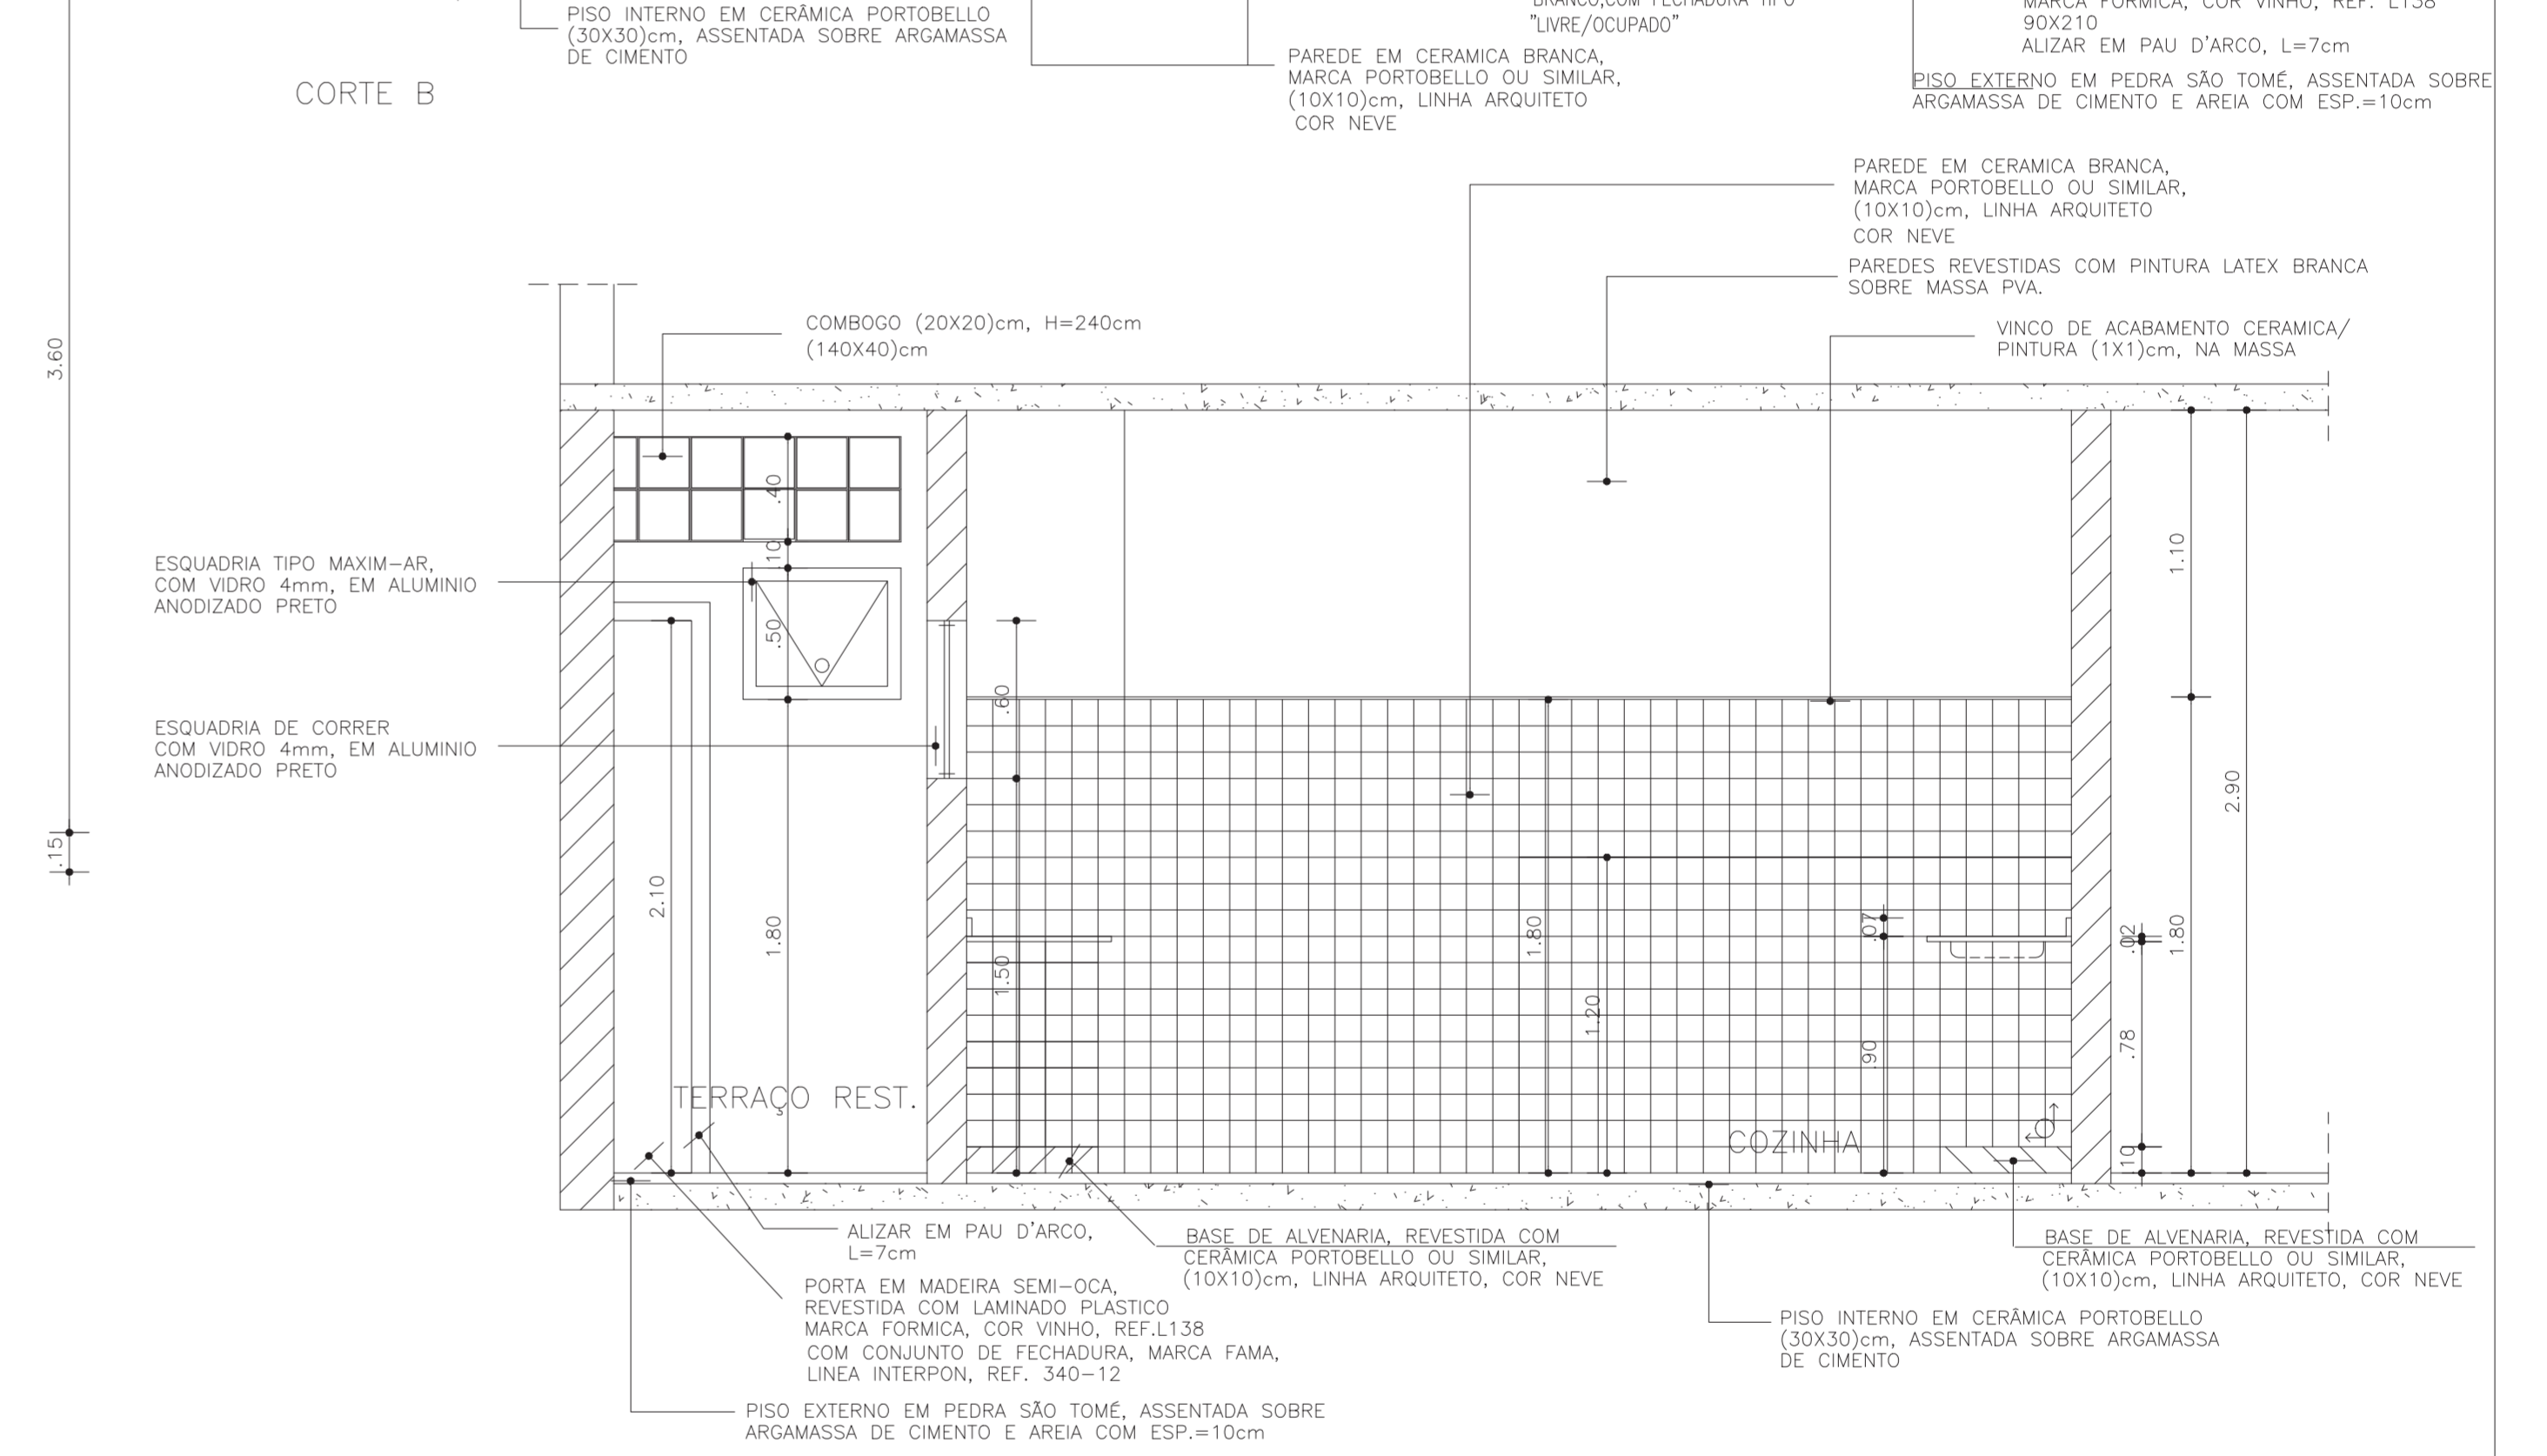 PISO INTERNO EM CERÂMICA PORTOBELLO
(30X30)cm, ASSENTADA SOBRE ARGAMASSA
DE CIMENTO
CORTE B
BRANCO,COM FECHADURA TIPO
"LIVRE/OCUPADO"
PAREDE EM CERAMICA BRANCA,
MARCA PORTOBELLO OU SIMILAR,
(10X10)cm, LINHA ARQUITETO
COR NEVE
MARCA FORMICA, COR VINHO, REF. L138
90X210
ALIZAR EM PAU D'ARCO, L=7cm
PISO EXTERNO EM PEDRA SÃO TOMÉ, ASSENTADA SOBRE
ARGAMASSA DE CIMENTO E AREIA COM ESP.=10cm
PAREDE EM CERAMICA BRANCA,
MARCA PORTOBELLO OU SIMILAR,
(10X10)cm, LINHA ARQUITETO
COR NEVE
PAREDES REVESTIDAS COM PINTURA LATEX BRANCA
SOBRE MASSA PVA.
VINCO DE ACABAMENTO CERAMICA/
PINTURA (1X1)cm, NA MASSA
COMBOGO (20X20)cm, H=240cm
(140X40)cm
3.60
.15
ESQUADRIA TIPO MAXIM-AR,
COM VIDRO 4mm, EM ALUMINIO
ANODIZADO PRETO
ESQUADRIA DE CORRER
COM VIDRO 4mm, EM ALUMINIO
ANODIZADO PRETO
.40
.10
.50
2.10
1.80
.60
1.50
1.80
1.20
.07
.90
1.10
2.90
1.80
.02
.78
.10
TERRAÇO REST.
COZINHA
ALIZAR EM PAU D'ARCO,
L=7cm
PORTA EM MADEIRA SEMI-OCA,
REVESTIDA COM LAMINADO PLASTICO
MARCA FORMICA, COR VINHO, REF.L138
COM CONJUNTO DE FECHADURA, MARCA FAMA,
LINEA INTERPON, REF. 340-12
PISO EXTERNO EM PEDRA SÃO TOMÉ, ASSENTADA SOBRE
ARGAMASSA DE CIMENTO E AREIA COM ESP.=10cm
BASE DE ALVENARIA, REVESTIDA COM
CERÂMICA PORTOBELLO OU SIMILAR,
(10X10)cm, LINHA ARQUITETO, COR NEVE
BASE DE ALVENARIA, REVESTIDA COM
CERÂMICA PORTOBELLO OU SIMILAR,
(10X10)cm, LINHA ARQUITETO, COR NEVE
PISO INTERNO EM CERÂMICA PORTOBELLO
(30X30)cm, ASSENTADA SOBRE ARGAMASSA
DE CIMENTO